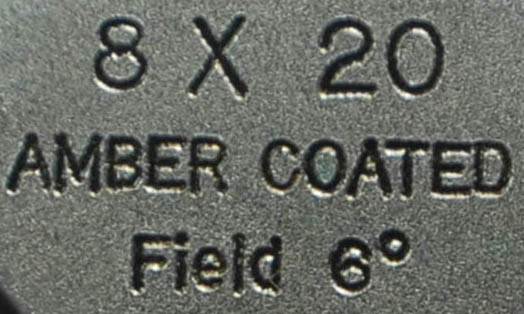 8 X 20
AMBER COATED
Field 6°